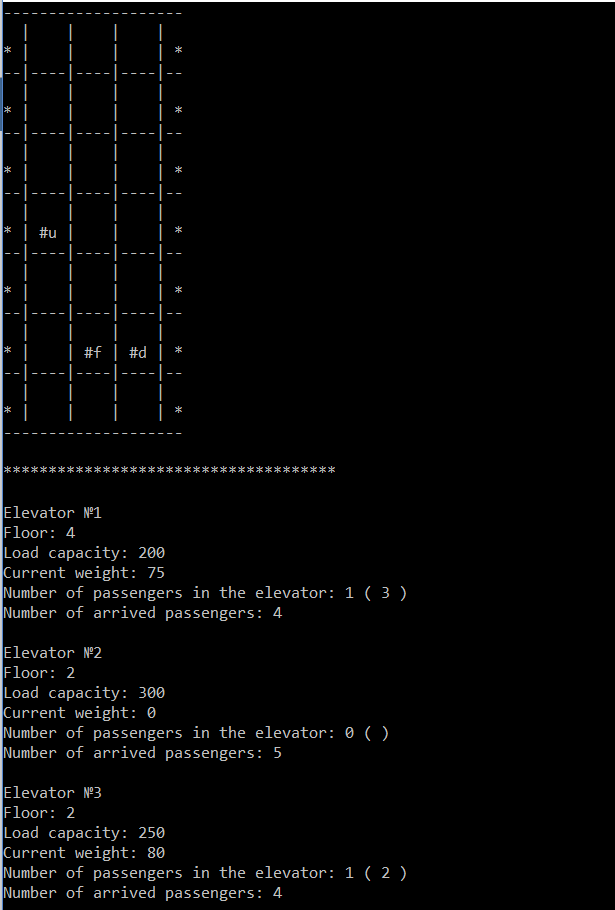 --------------------
  |    |    |    |
* |    |    |    | *
--|----|----|----|--
  |    |    |    |
* |    |    |    | *
--|----|----|----|--
  |    |    |    |
* |    |    |    | *
--|----|----|----|--
  |    |    |    |
* | #u |    |    | *
--|----|----|----|--
  |    |    |    |
* |    |    |    | *
--|----|----|----|--
  |    |    |    |
* |    | #f | #d | *
--|----|----|----|--
  |    |    |    |
* |    |    |    | *
--------------------
*************************************
Elevator №1
Floor: 4
Load capacity: 200
Current weight: 75
Number of passengers in the elevator: 1 ( 3 )
Number of arrived passengers: 4
Elevator №2
Floor: 2
Load capacity: 300
Current weight: 0
Number of passengers in the elevator: 0 ( )
Number of arrived passengers: 5
Elevator №3
Floor: 2
Load capacity: 250
Current weight: 80
Number of passengers in the elevator: 1 ( 2 )
Number of arrived passengers: 4